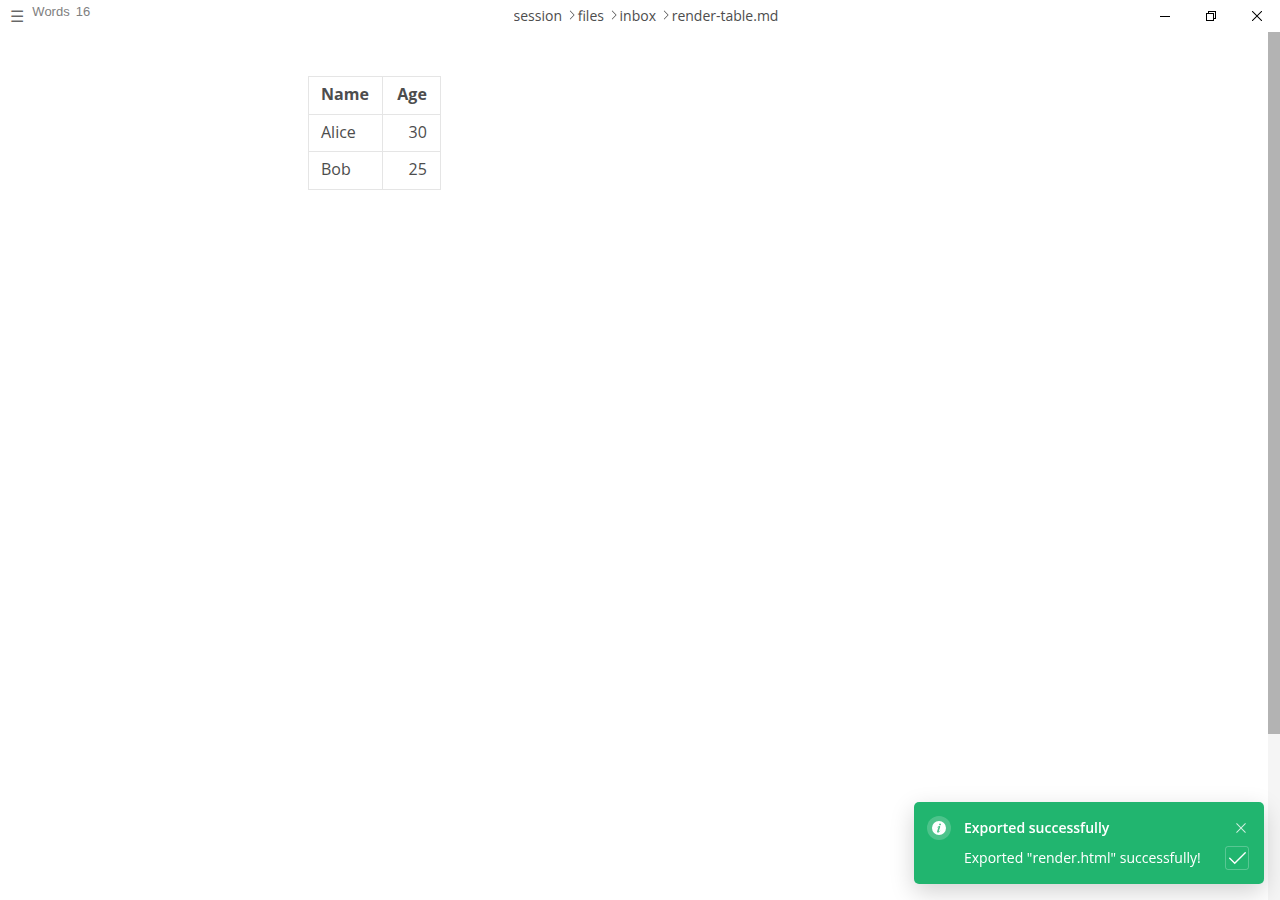 ☰ Words 16
session > files > inbox > render-table.md
Name Age
Alice 30
Bob 25
Exported successfully
Exported "render.html" successfully!